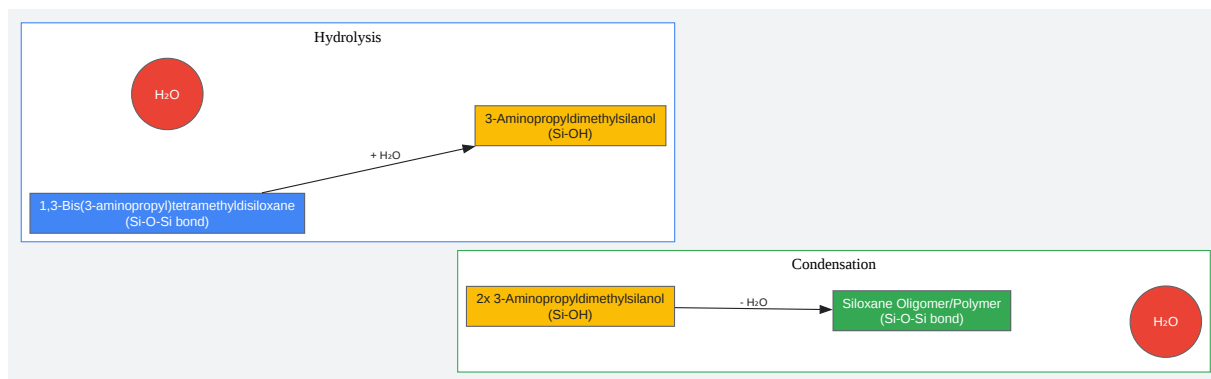 Hydrolysis
H₂O
3-Aminopropyldimethylsilanol
(Si-OH)
+ H₂O
1,3-Bis(3-aminopropyl)tetramethyldisiloxane
(Si-O-Si bond)
Condensation
2x 3-Aminopropyldimethylsilanol
(Si-OH)
- H₂O
Siloxane Oligomer/Polymer
(Si-O-Si bond)
H₂O